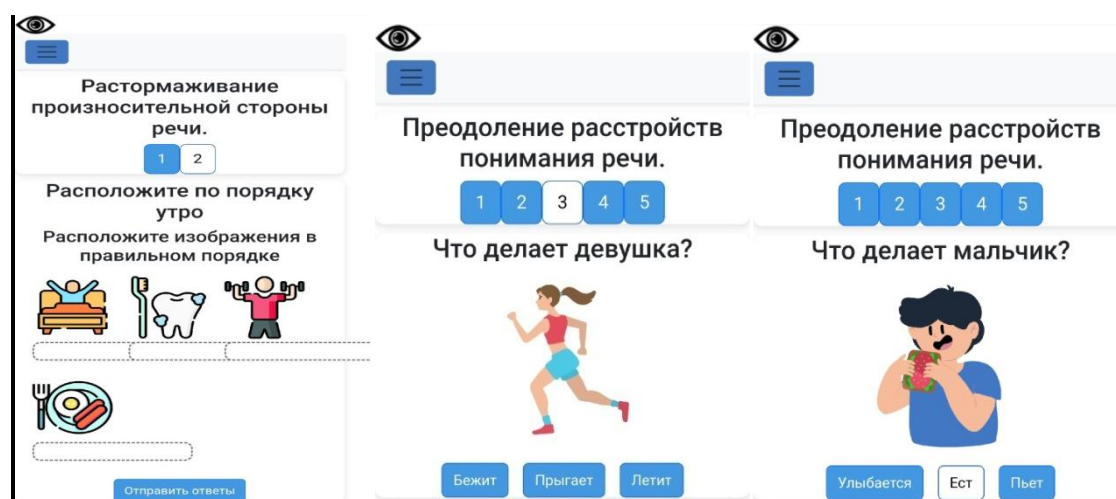 Растормаживание
произносительной стороны
речи.
1 2
Расположите по порядку
утро
Расположите изображения в
правильном порядке
Отправить ответы
Преодоление расстройств
понимания речи.
1 2 3 4 5
Что делает девушка?
Бежит Прыгает Летит
Преодоление расстройств
понимания речи.
1 2 3 4 5
Что делает мальчик?
Улыбается Ест Пьет